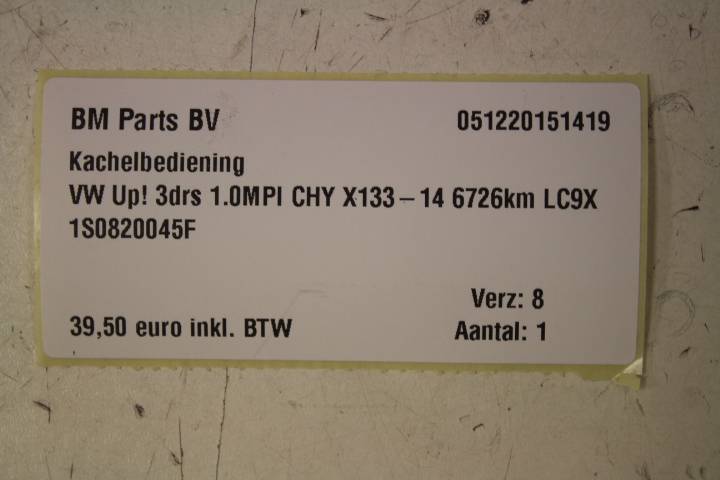 BM Parts BV 051220151419
Kachelbediening
VW Up! 3drs 1.0MPI CHY X133-14 6726km LC9X
1S0820045F
Verz: 8
39,50 euro inkl. BTW Aantal: 1